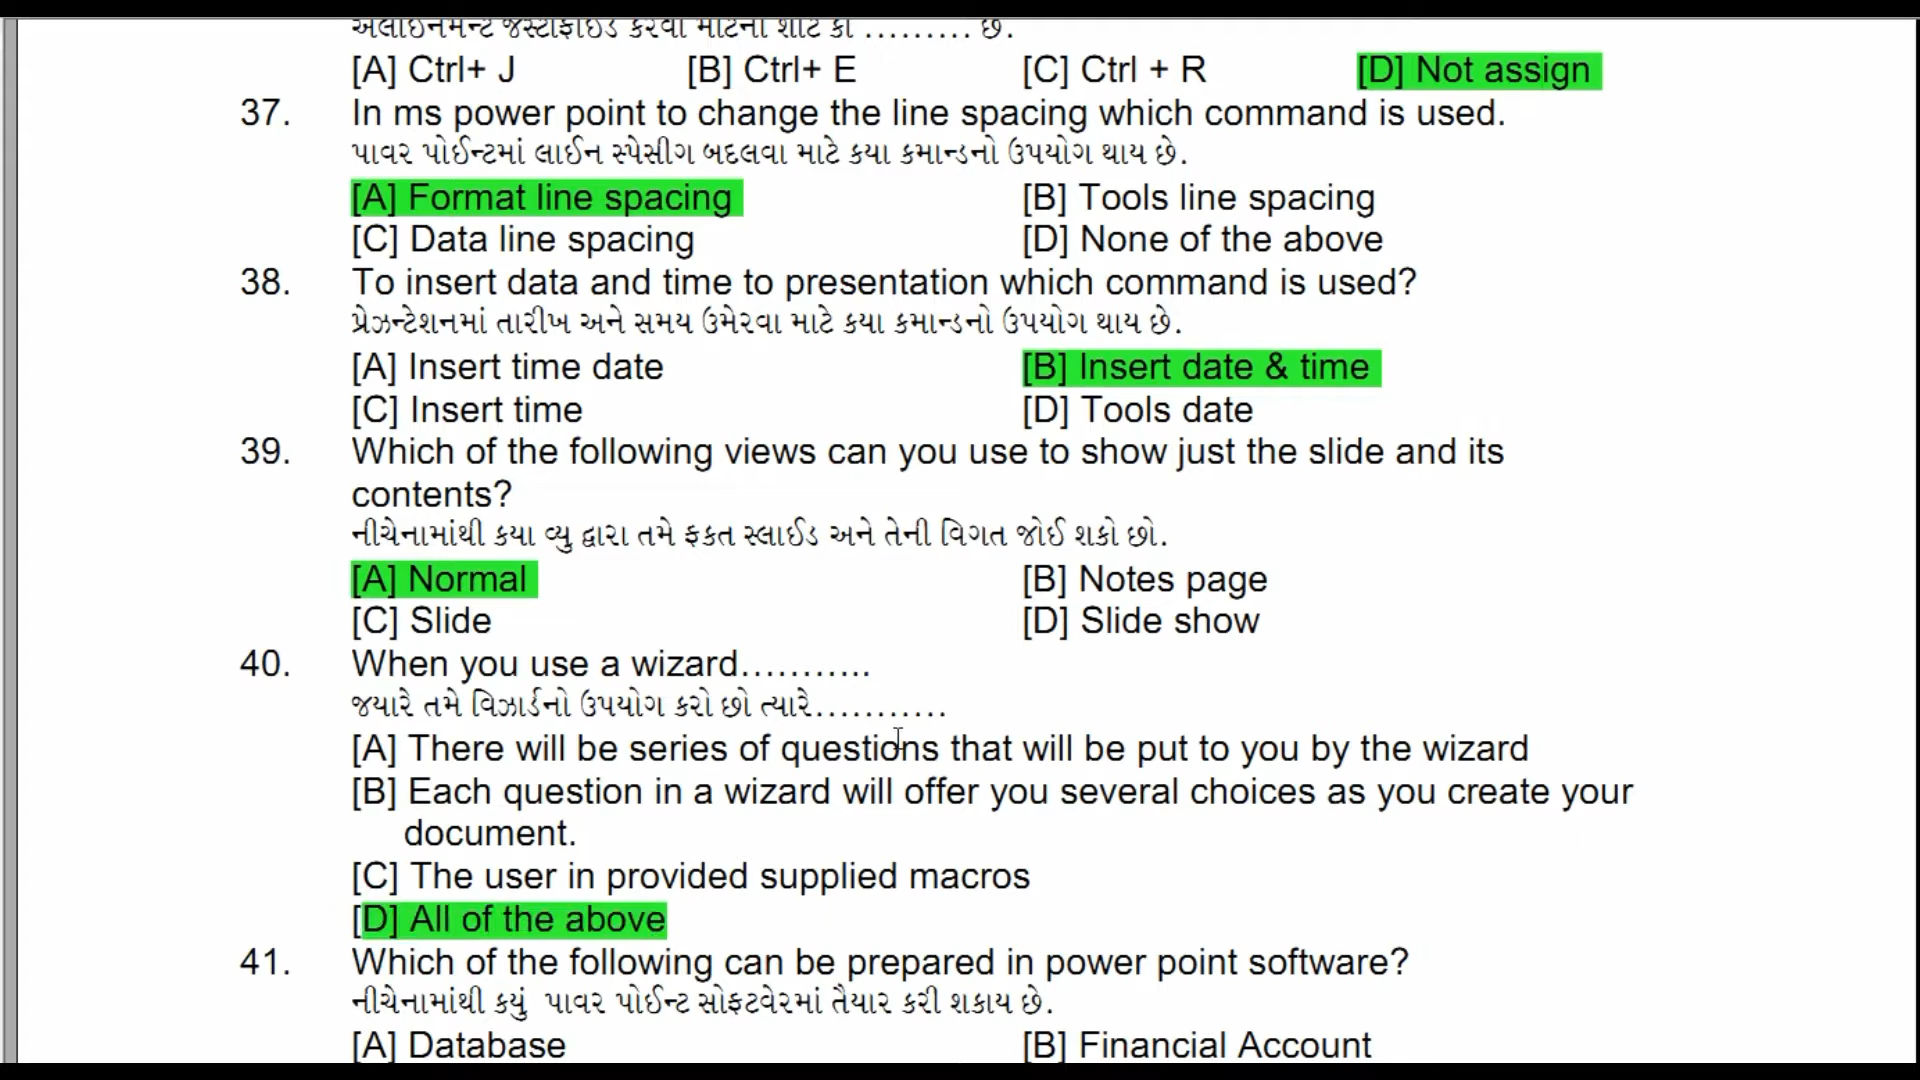 અલાઇનમેન્ટ જસ્ટીફાઇડ કરવા માટેની શોર્ટ કી ……… છે.
[A] Ctrl+ J [B] Ctrl+ E [C] Ctrl + R [D] Not assign
37. In ms power point to change the line spacing which command is used.
પાવર પોઈન્ટમાં લાઈન સ્પેસીગ બદલવા માટે કયા કમાન્ડનો ઉપયોગ થાય છે.
[A] Format line spacing [B] Tools line spacing
[C] Data line spacing [D] None of the above
38. To insert data and time to presentation which command is used?
પ્રેઝન્ટેશનમાં તારીખ અને સમય ઉમેરવા માટે કયા કમાન્ડનો ઉપયોગ થાય છે.
[A] Insert time date [B] Insert date & time
[C] Insert time [D] Tools date
39. Which of the following views can you use to show just the slide and its
contents?
નીચેનામાંથી કયા વ્યુ દ્વારા તમે ફકત સ્લાઈડ અને તેની વિગત જોઈ શકો છો.
[A] Normal [B] Notes page
[C] Slide [D] Slide show
40. When you use a wizard………..
જયારે તમે વિઝાર્ડનો ઉપયોગ કરો છો ત્યારે………..
[A] There will be series of questions that will be put to you by the wizard
[B] Each question in a wizard will offer you several choices as you create your
document.
[C] The user in provided supplied macros
[D] All of the above
41. Which of the following can be prepared in power point software?
નીચેનામાંથી કયું પાવર પોઈન્ટ સોફટવેરમાં તૈયાર કરી શકાય છે.
[A] Database [B] Financial Account